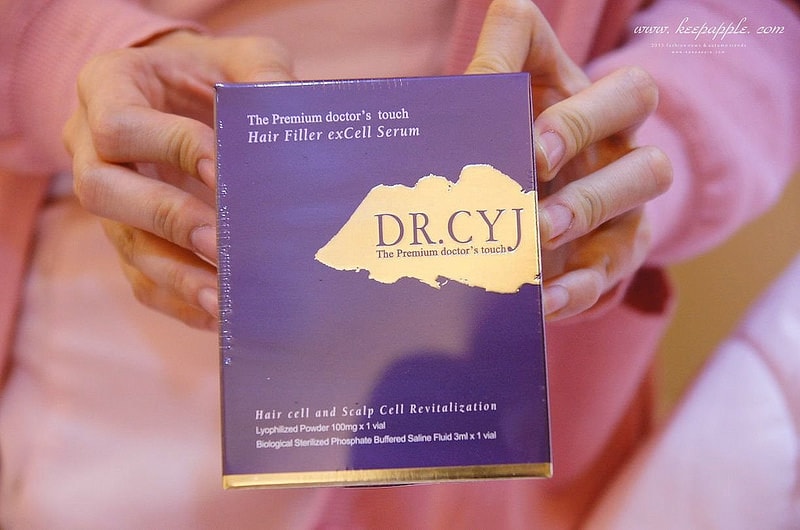 www. keepapple. com
The Premium doctor's touch
Hair Filler exCell Serum
DR.CYJ
The Premium doctor's touch
Hair cell and Scalp Cell Revitalization
Lyophilized Powder 100mg x 1 vial
Biological Sterilized Phosphate Buffered Saline Fluid 3ml x 1 vial